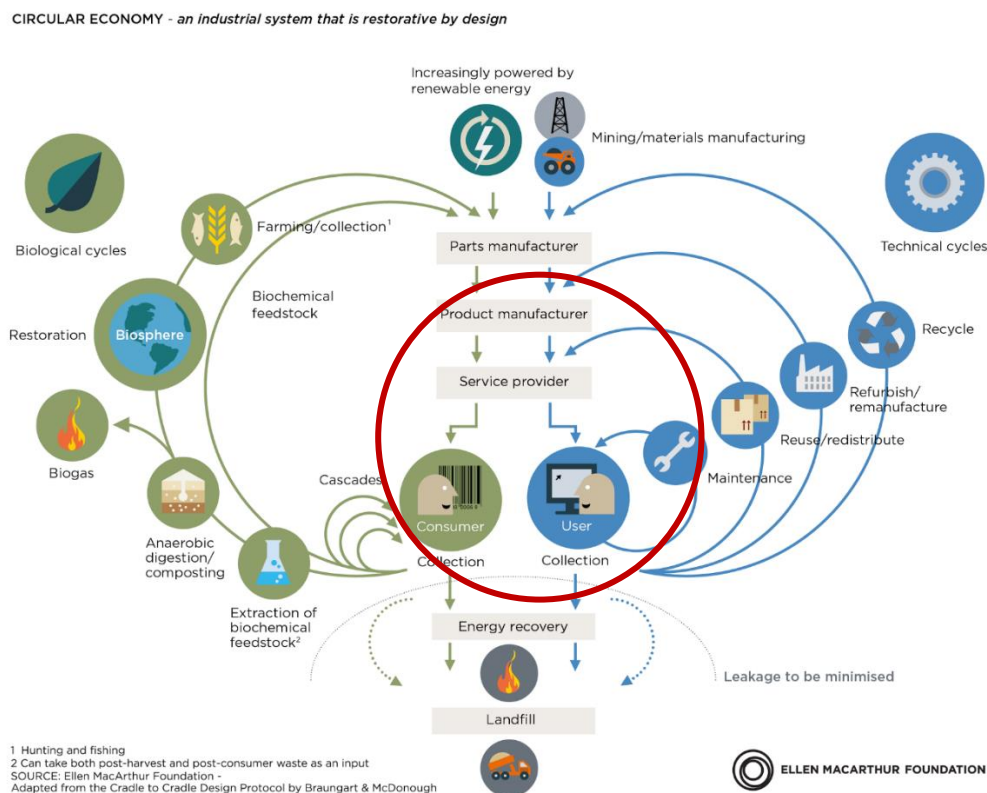 CIRCULAR ECONOMY - an industrial system that is restorative by design
Increasingly powered by
renewable energy
Mining/materials manufacturing
Biological cycles
Farming/collection¹
Parts manufacturer
Technical cycles
Biochemical
feedstock
Restoration
Biosphere
Product manufacturer
Recycle
Service provider
Refurbish/
remanufacture
Reuse/redistribute
Biogas
Cascades
Maintenance
Consumer
User
Anaerobic
digestion/
composting
Collection
Collection
Extraction of
biochemical
feedstock²
Energy recovery
Leakage to be minimised
Landfill
1 Hunting and fishing
2 Can take both post-harvest and post-consumer waste as an input
SOURCE: Ellen MacArthur Foundation -
Adapted from the Cradle to Cradle Design Protocol by Braungart & McDonough
ELLEN MACARTHUR FOUNDATION